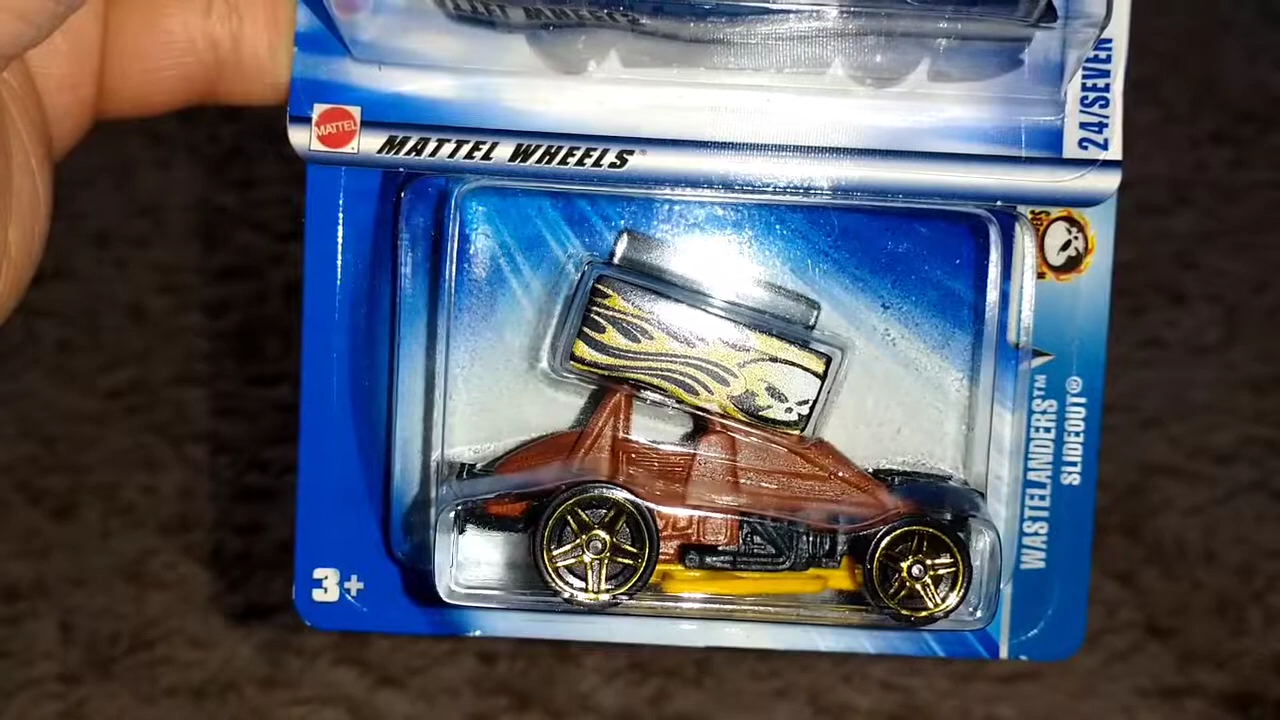 24/SEVEN
MATTEL
MATTEL WHEELS
WASTELANDERS™
SLIDEOUT®
3+